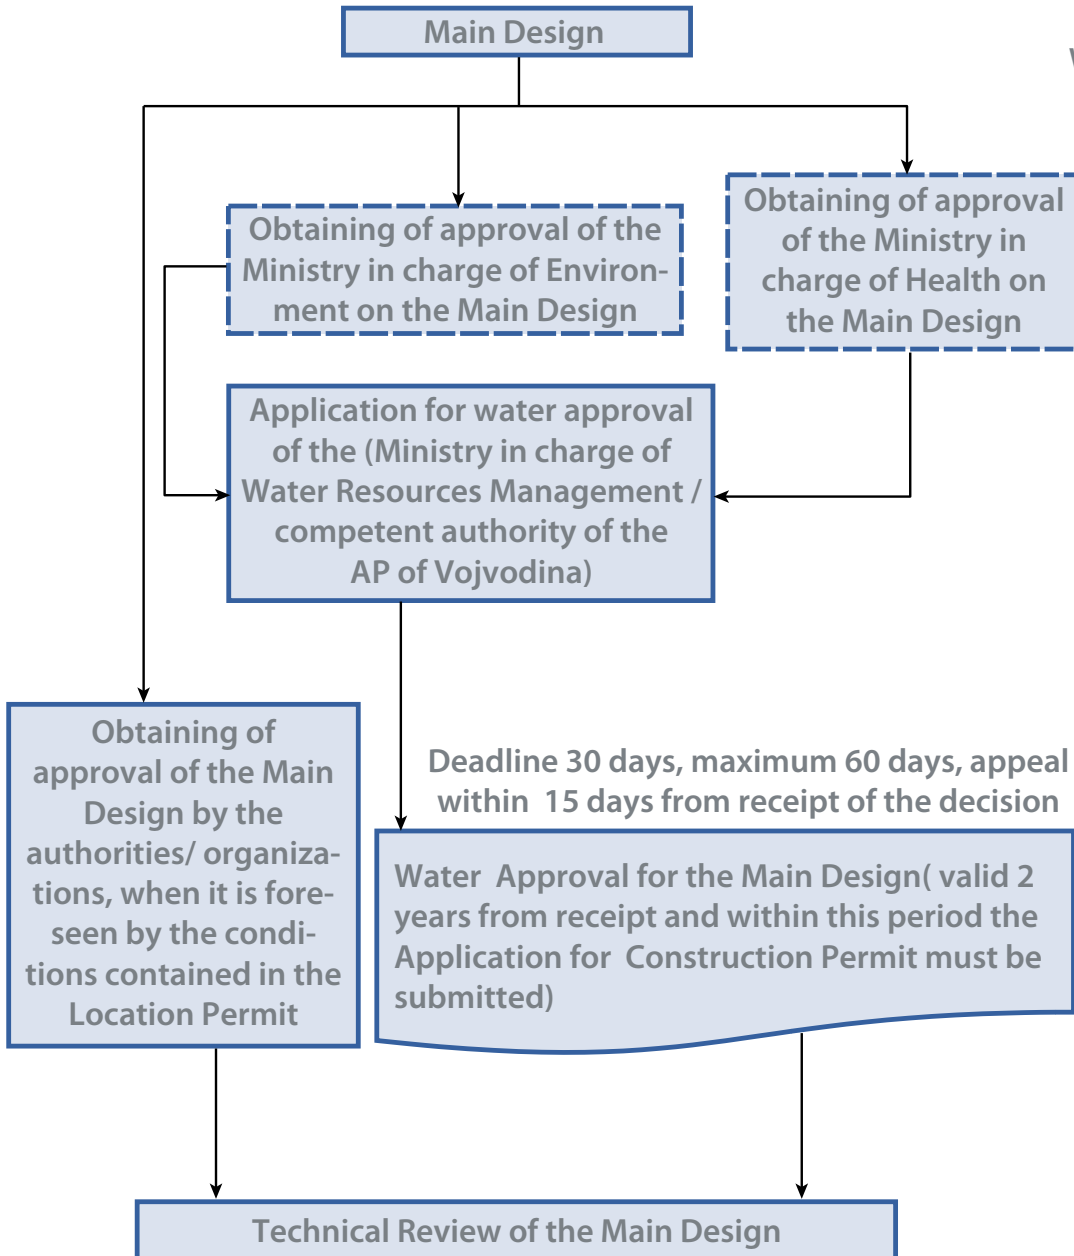 Main Design
Obtaining of approval of the
Ministry in charge of Environ-
ment on the Main Design
Obtaining of approval
of the Ministry in
charge of Health on
the Main Design
Application for water approval
of the (Ministry in charge of
Water Resources Management /
competent authority of the
AP of Vojvodina)
Obtaining of
approval of the Main
Design by the
authorities/ organiza-
tions, when it is fore-
seen by the condi-
tions contained in the
Location Permit
Deadline 30 days, maximum 60 days, appeal
within 15 days from receipt of the decision
Water Approval for the Main Design( valid 2
years from receipt and within this period the
Application for Construction Permit must be
submitted)
Technical Review of the Main Design